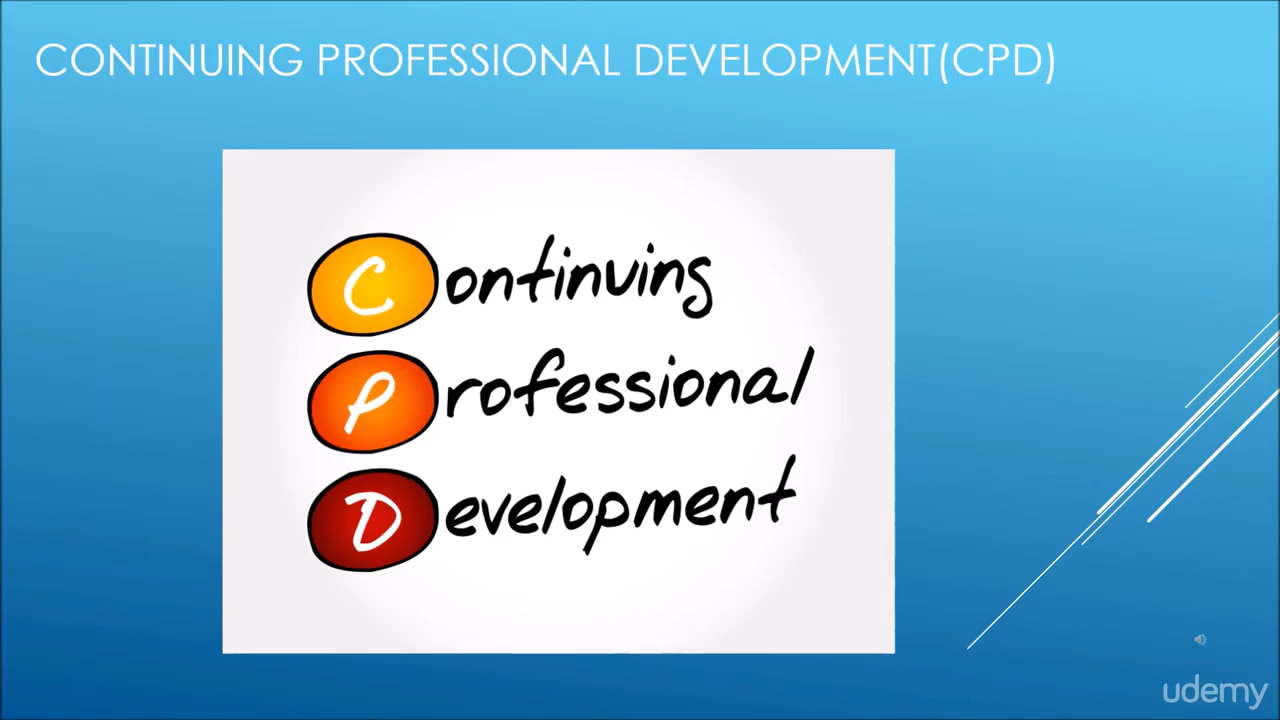 CONTINUING PROFESSIONAL DEVELOPMENT(CPD)
Continuing
Professional
Development
udemy